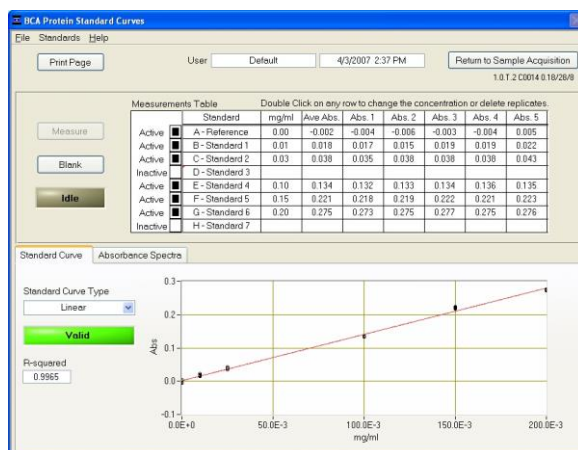 BCA Protein Standard Curves
File Standards Help
Print Page User Default 4/3/2007 2:37 PM Return to Sample Acquisition
1.0.T.2 C0014 0.18/26/8
Measurements Table Double Click on any row to change the concentration or delete replicates.
Standard mg/ml Ave Abs. Abs. 1 Abs. 2 Abs. 3 Abs. 4 Abs. 5
Active A - Reference 0.00 -0.002 -0.004 -0.006 -0.003 -0.004 0.005
Active B - Standard 1 0.01 0.018 0.017 0.015 0.019 0.019 0.022
Active C - Standard 2 0.03 0.038 0.035 0.038 0.038 0.038 0.043
Inactive D - Standard 3
Active E - Standard 4 0.10 0.134 0.132 0.133 0.134 0.136 0.135
Active F - Standard 5 0.15 0.221 0.218 0.219 0.222 0.221 0.223
Active G - Standard 6 0.20 0.275 0.273 0.275 0.277 0.275 0.276
Inactive H - Standard 7
Measure
Blank
Idle
Standard Curve Absorbance Spectra
Standard Curve Type
Linear
Valid
R-squared
0.9965
0.3
0.2
0.1
0.0
-0.1
Abs
0.0E+0 50.0E-3 100.0E-3 150.0E-3 200.0E-3
mg/ml